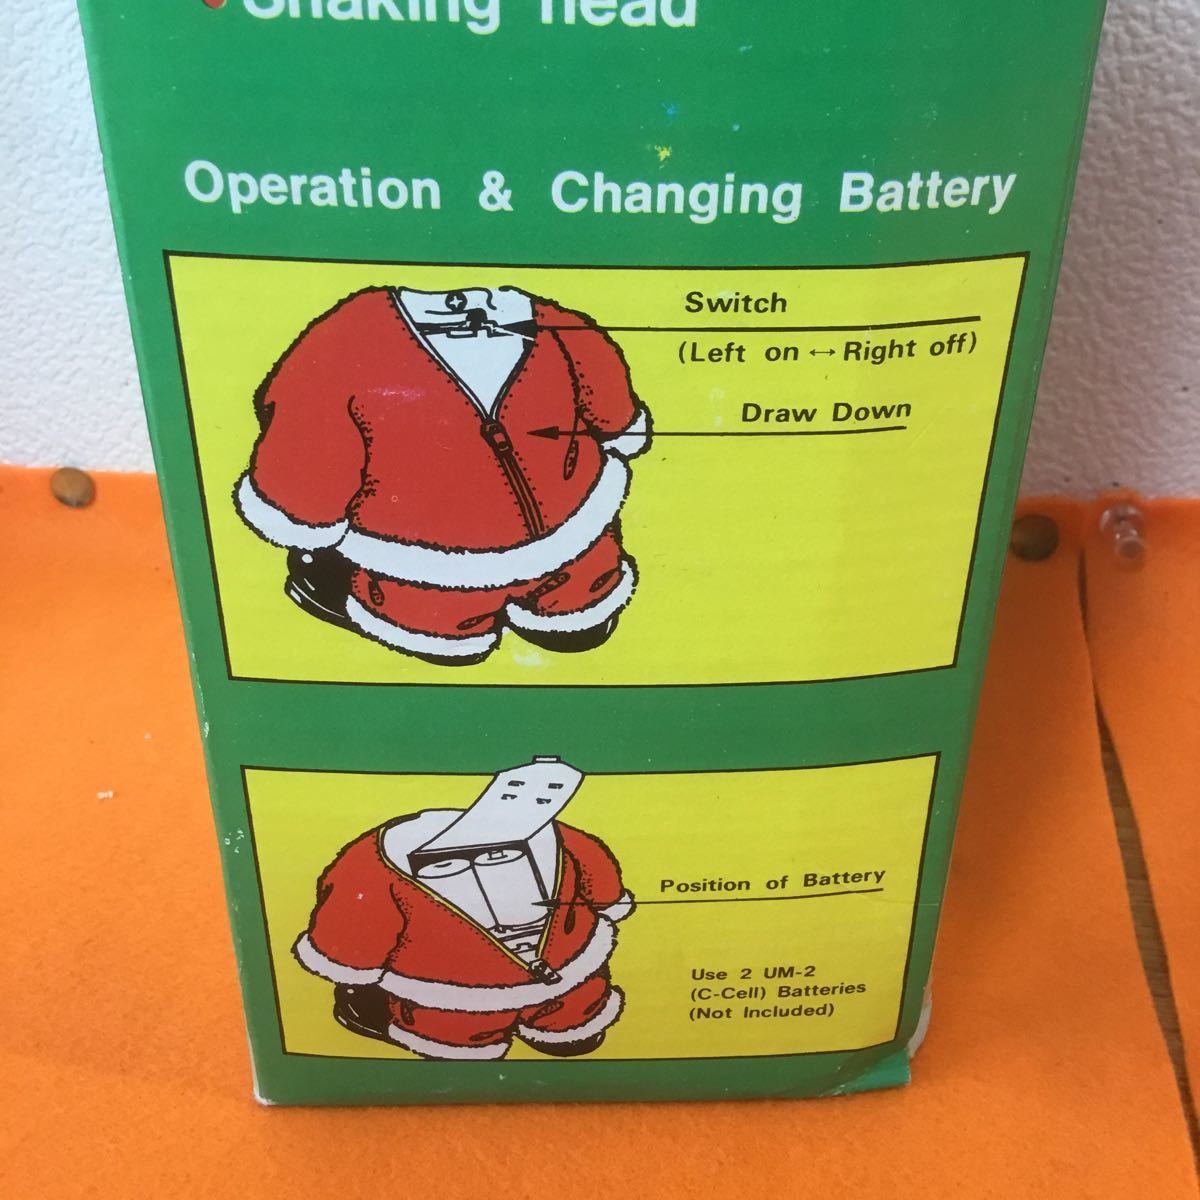 Shaking head
Operation & Changing Battery
Switch
(Left on ↔ Right off)
Draw Down
Position of Battery
Use 2 UM-2
(C-Cell) Batteries
(Not Included)